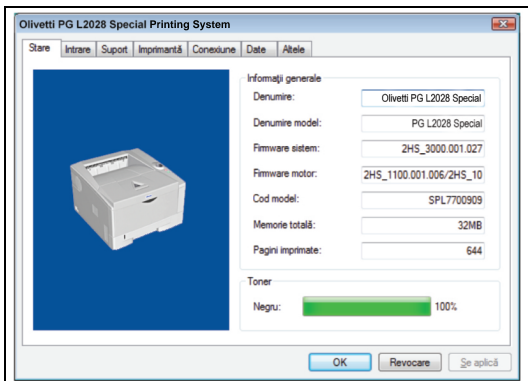 Olivetti PG L2028 Special Printing System
Stare Intrare Suport Imprimantă Conexiune Date Altele
Informaţii generale
Denumire: Olivetti PG L2028 Special
Denumire model: PG L2028 Special
Firmware sistem: 2HS_3000.001.027
Firmware motor: 2HS_1100.001.006/2HS_10
Cod model: SPL7700909
Memorie totală: 32MB
Pagini imprimate: 644
Toner
Negru: 100%
OK Revocare Se aplică